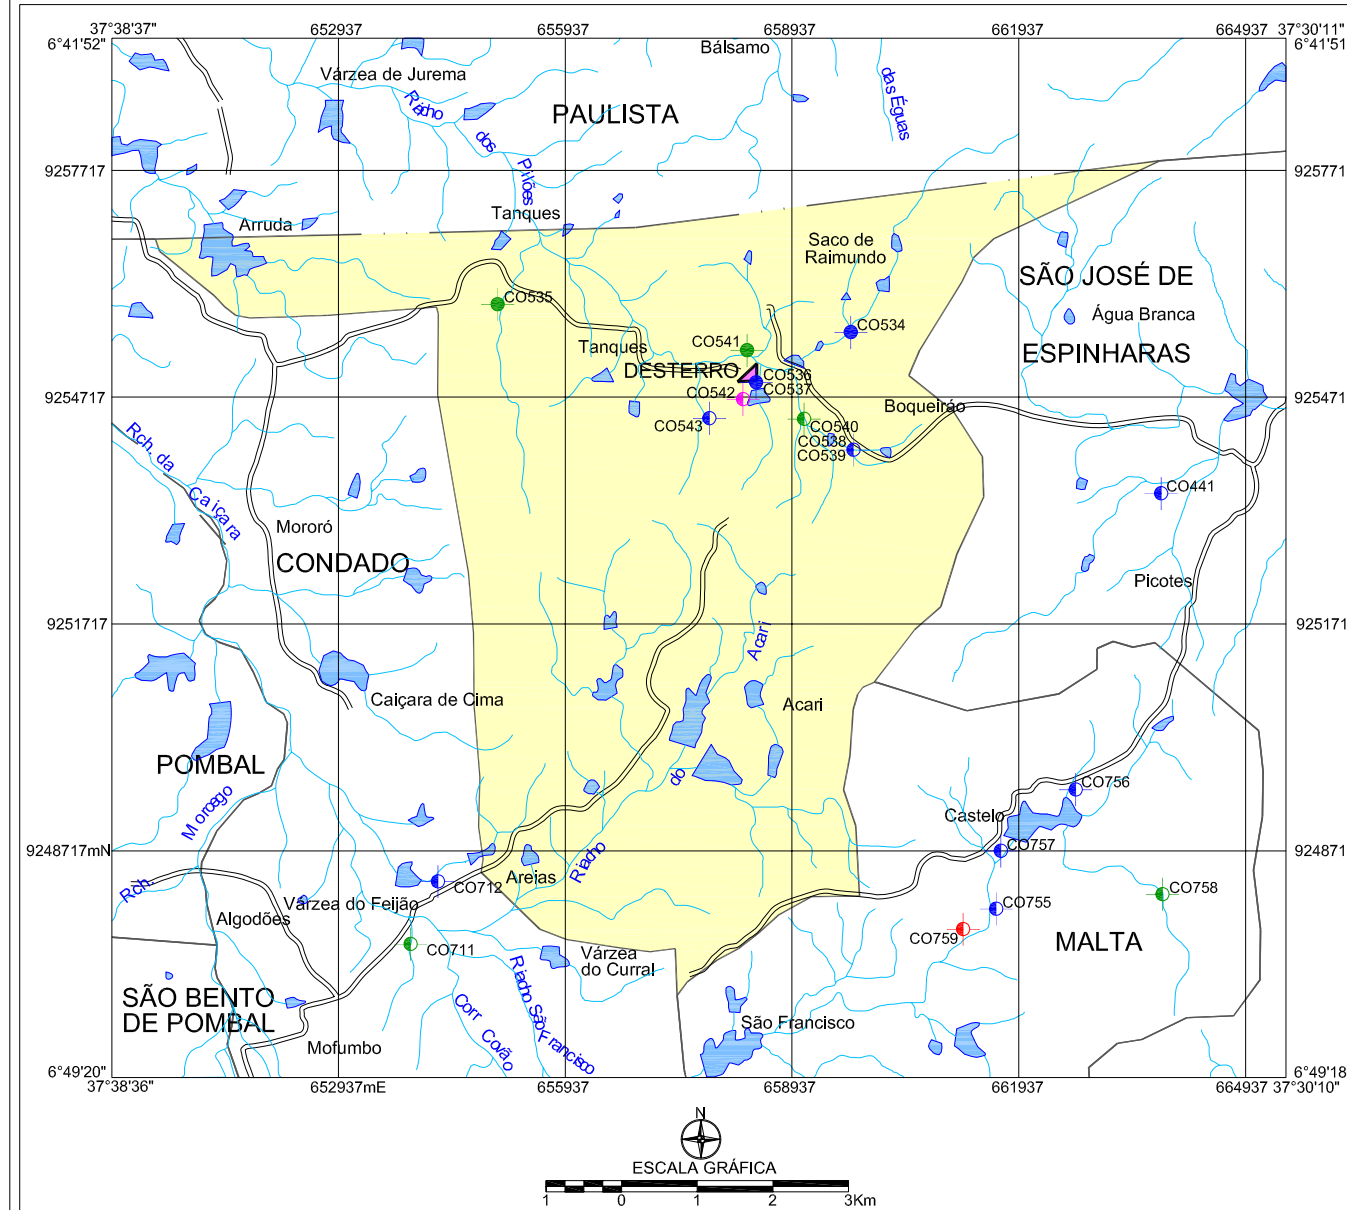 37°38'37"
652937
655937
658937
661937
664937
37°30'11"
6°41'52"
6°41'51
Bálsamo
Várzea de Jurema
Riacho
das Éguas
PAULISTA
dos
Pilões
9257717
925771
Tanques
Arruda
Saco de
Raimundo
SÃO JOSÉ DE
CO535
Água Branca
CO534
CO541
Tanques
ESPINHARAS
DESTERRO
CO536
CO542
CO537
9254717
925471
Boqueirão
CO543
CO540
CO538
CO539
Rch. da
Caiçara
CO441
Mororó
CONDADO
Picotes
9251717
925171
Acari
Caiçara de Cima
Acari
POMBAL
do
Morcego
CO756
Castelo
9248717mN
924871
CO757
Riacho
Areias
CO712
Rch.
CO758
Várzea do Feijão
Algodões
CO755
CO759
MALTA
CO711
Várzea
do Curral
Riacho São Francisco
SÃO BENTO
DE POMBAL
Corr Covão
São Francisco
Mofumbo
6°49'20"
6°49'18
37°38'36"
652937mE
655937
658937
661937
664937
37°30'10"
N
ESCALA GRÁFICA
1
0
1
2
3Km